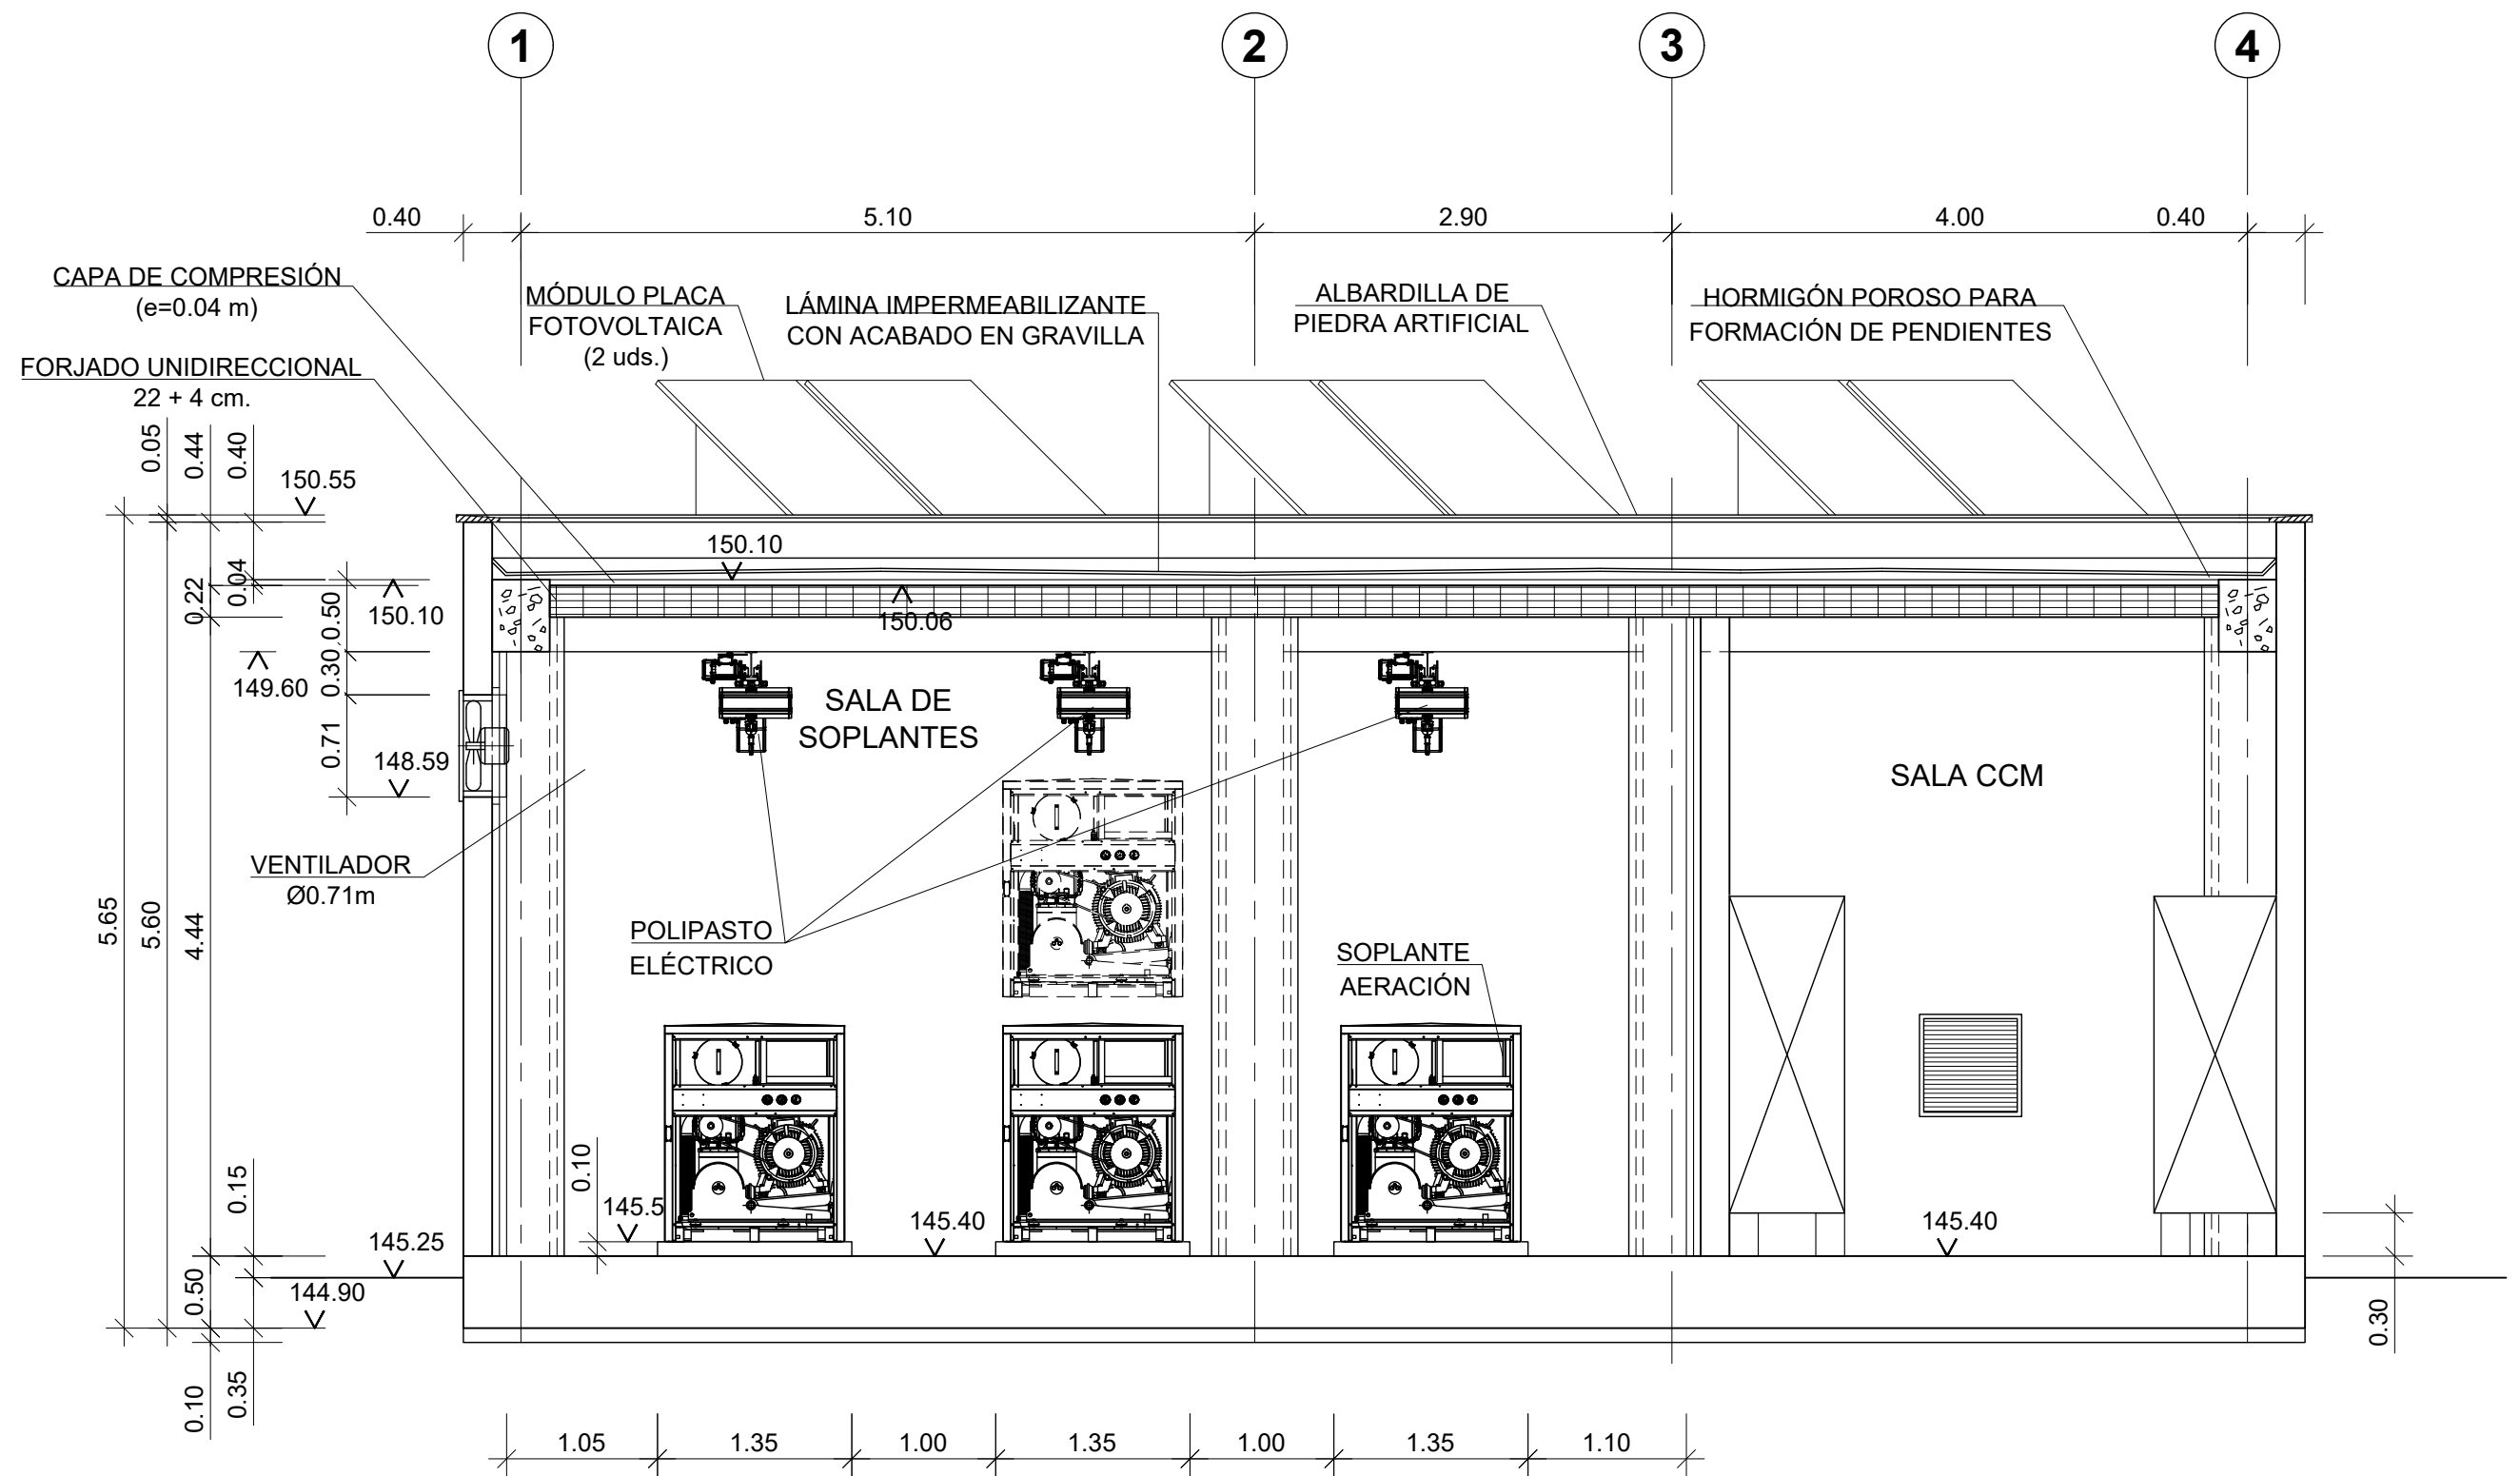 1
2
3
4
0.40
5.10
2.90
4.00
0.40
CAPA DE COMPRESIÓN
(e=0.04 m)
MÓDULO PLACA
FOTOVOLTAICA
(2 uds.)
LÁMINA IMPERMEABILIZANTE
CON ACABADO EN GRAVILLA
ALBARDILLA DE
PIEDRA ARTIFICIAL
HORMIGÓN POROSO PARA
FORMACIÓN DE PENDIENTES
FORJADO UNIDIRECCIONAL
22 + 4 cm.
0.05
0.44
0.40
150.55
150.10
0.22
0.04
150.10
150.06
0.50
0.30
149.60
0.71
148.59
SALA DE
SOPLANTES
SALA CCM
VENTILADOR
Ø0.71m
5.65
5.60
4.44
POLIPASTO
ELÉCTRICO
SOPLANTE
AERACIÓN
0.10
0.15
145.5
145.40
145.40
145.25
0.50
144.90
0.30
0.10
0.35
1.05
1.35
1.00
1.35
1.00
1.35
1.10